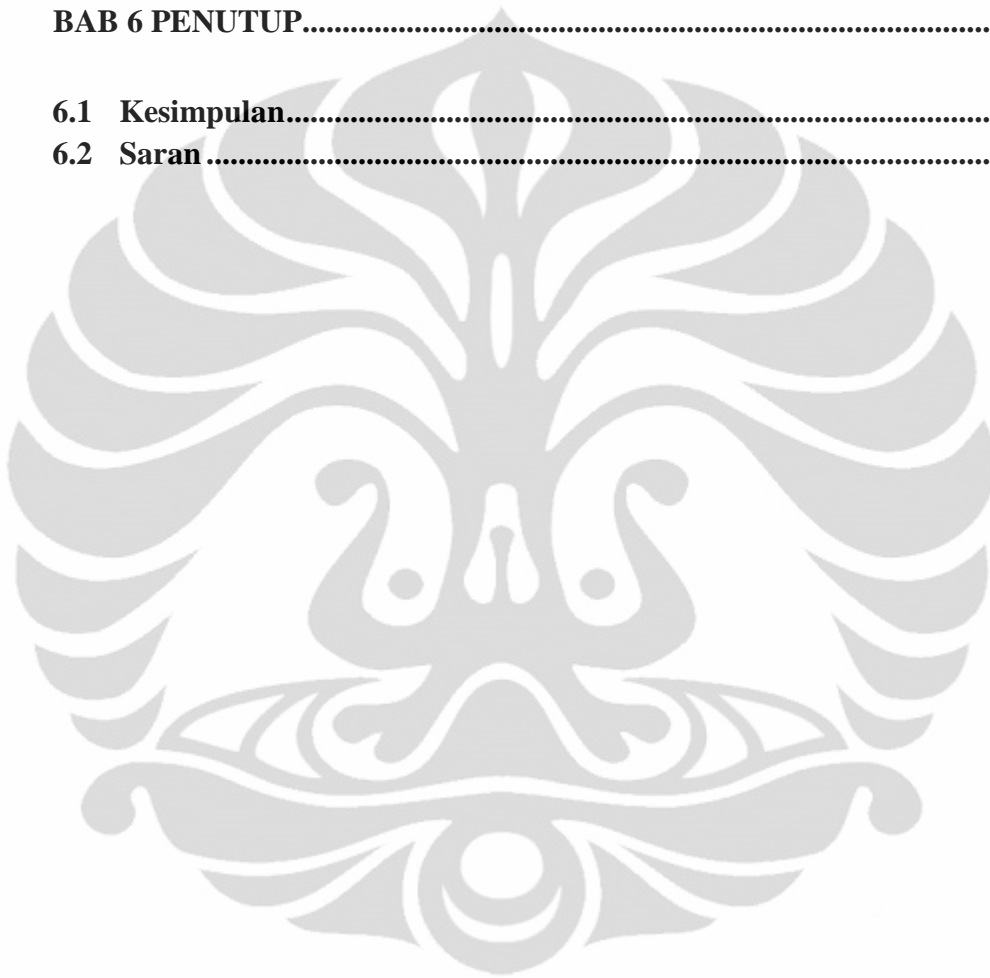 BAB 6 PENUTUP......................................................................................
6.1 Kesimpulan........................................................................................
6.2 Saran..................................................................................................